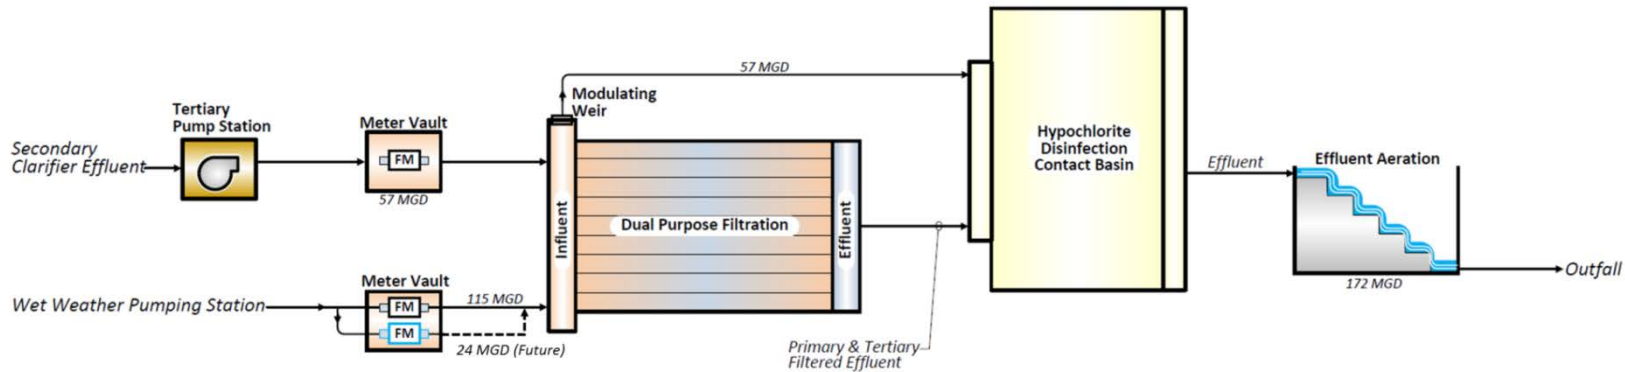 57 MGD
Modulating
Weir
Tertiary
Pump Station
Meter Vault
Secondary
Clarifier Effluent
FM
57 MGD
Hypochlorite
Disinfection
Contact Basin
Effluent
Effluent Aeration
Influent
Dual Purpose Filtration
Effluent
Meter Vault
Wet Weather Pumping Station
FM
115 MGD
FM
24 MGD (Future)
Primary & Tertiary
Filtered Effluent
172 MGD
Outfall